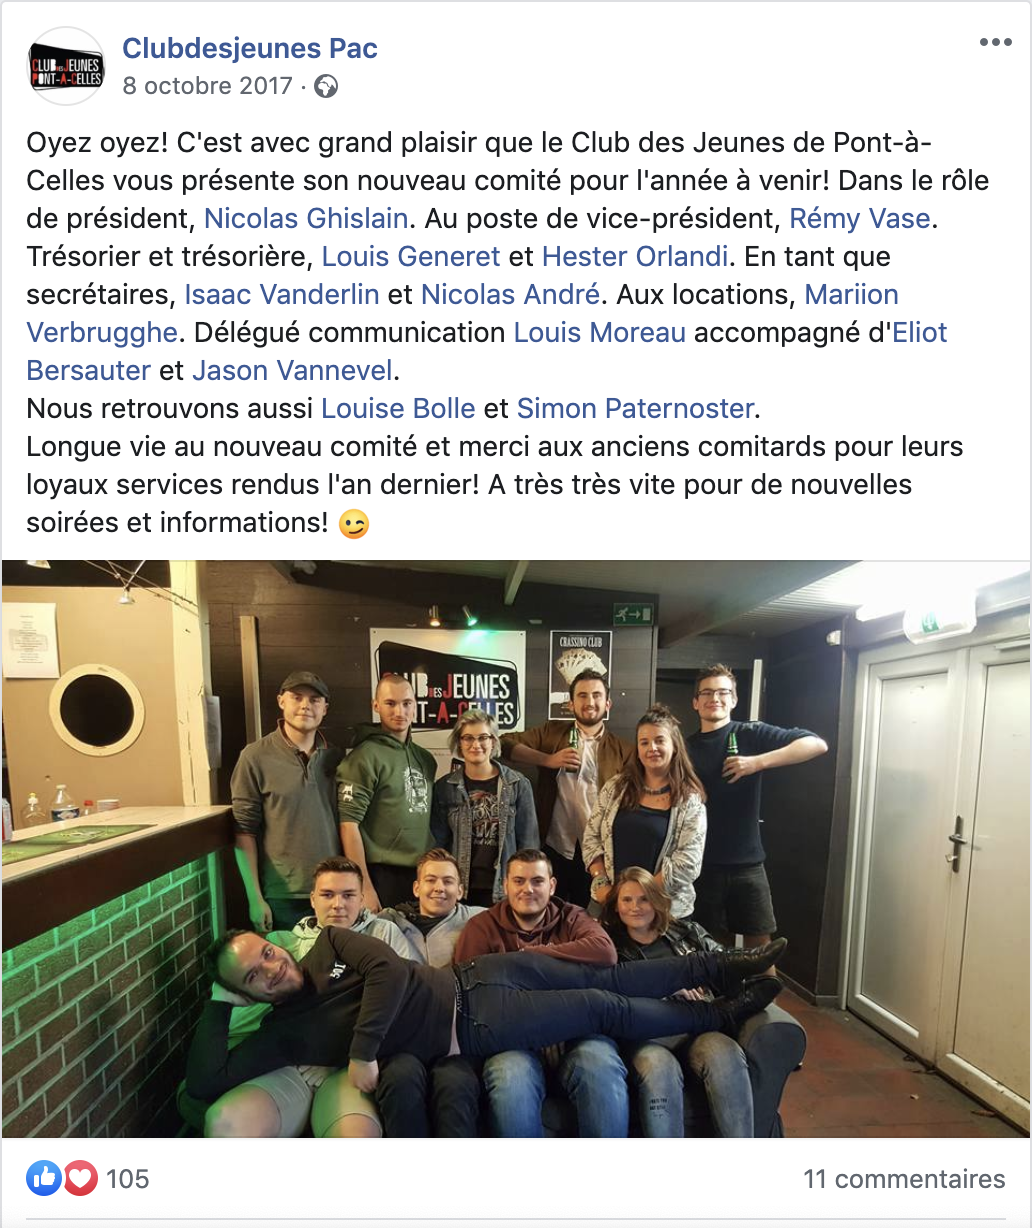 CLUB DES JEUNES
PONT-A-CELLES
Clubdesjeunes Pac
8 octobre 2017 ·
Oyez oyez! C'est avec grand plaisir que le Club des Jeunes de Pont-à-
Celles vous présente son nouveau comité pour l'année à venir! Dans le rôle
de président, Nicolas Ghislain. Au poste de vice-président, Rémy Vase.
Trésorier et trésorière, Louis Generet et Hester Orlandi. En tant que
secrétaires, Isaac Vanderlin et Nicolas André. Aux locations, Mariion
Verbrugghe. Délégué communication Louis Moreau accompagné d'Eliot
Bersauter et Jason Vannevel.
Nous retrouvons aussi Louise Bolle et Simon Paternoster.
Longue vie au nouveau comité et merci aux anciens comitards pour leurs
loyaux services rendus l'an dernier! A très très vite pour de nouvelles
soirées et informations! 😉
CRASSINO CLUB
DES JEUNES
501
105
11 commentaires